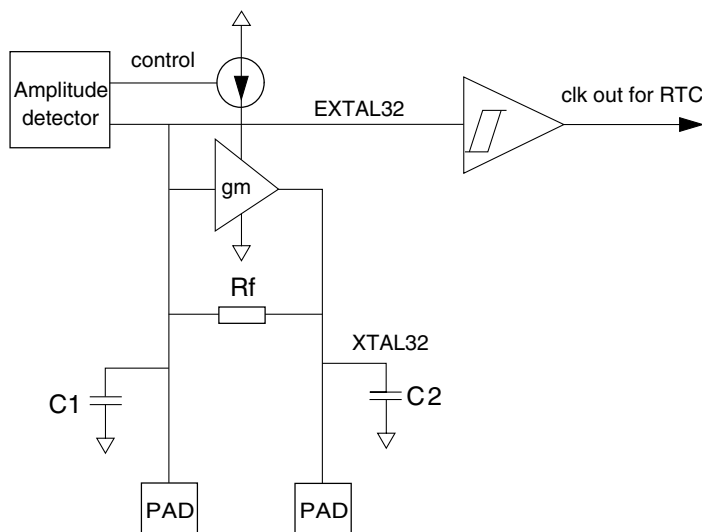 control
Amplitude
detector
EXTAL32
clk out for RTC
gm
Rf
XTAL32
C1
C2
PAD
PAD